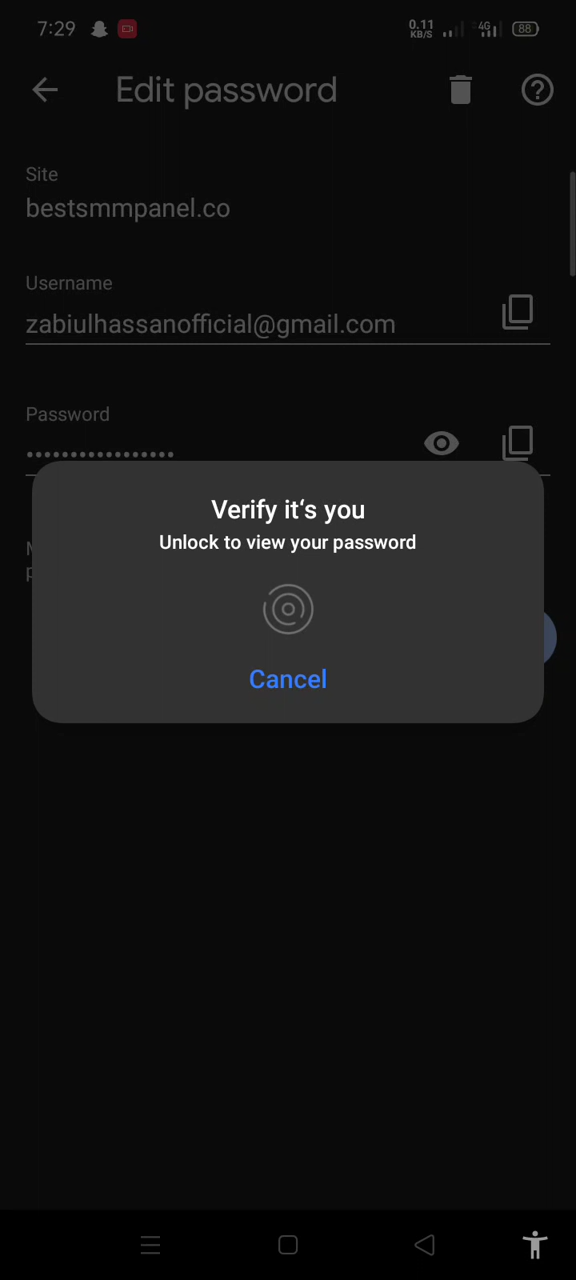 7:29
0.11
KB/S
4G
88
Edit password
Site
bestsmmpanel.co
Username
zabiulhassanofficial@gmail.com
Password
•••••••••••••••••
Verify it‘s you
Unlock to view your password
Cancel